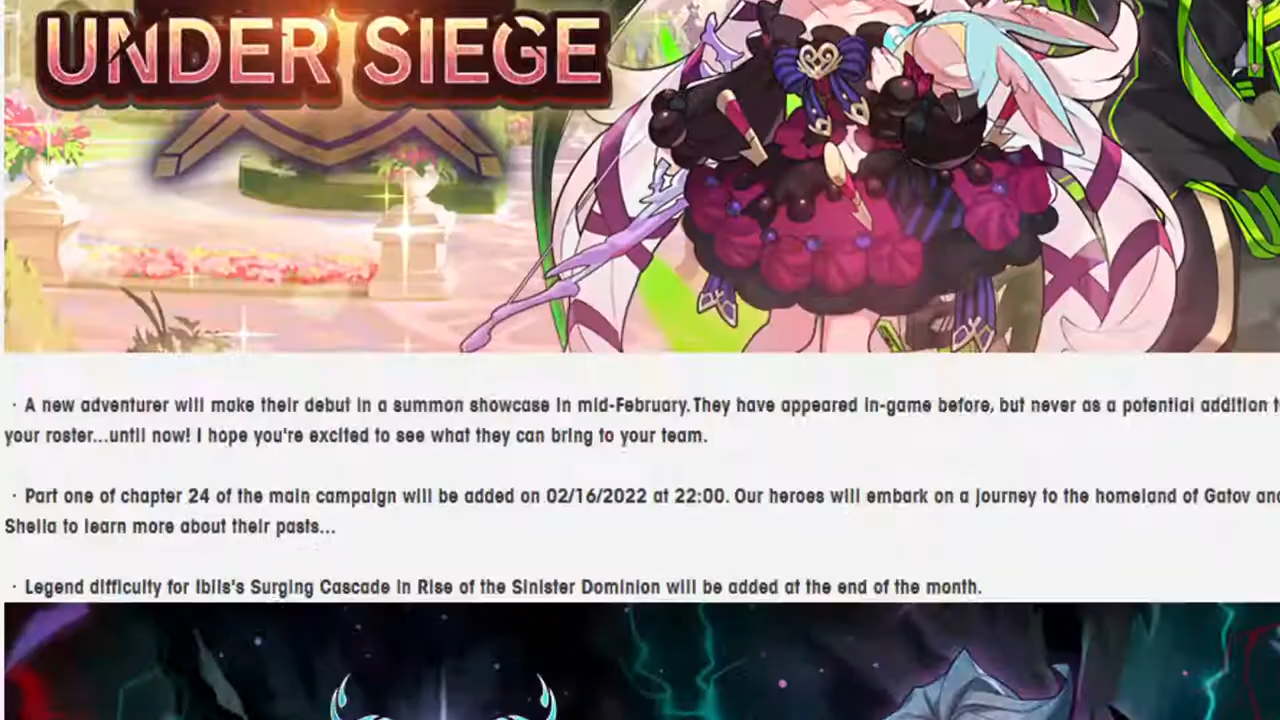 UNDER SIEGE
· A new adventurer will make their debut in a summon showcase in mid-February. They have appeared in-game before, but never as a potential addition
your roster...until now! I hope you're excited to see what they can bring to your team.
· Part one of chapter 24 of the main campaign will be added on 02/16/2022 at 22:00. Our heroes will embark on a journey to the homeland of Gatov
Sheila to learn more about their pasts...
· Legend difficulty for Iblis's Surging Cascade in Rise of the Sinister Dominion will be added at the end of the month.